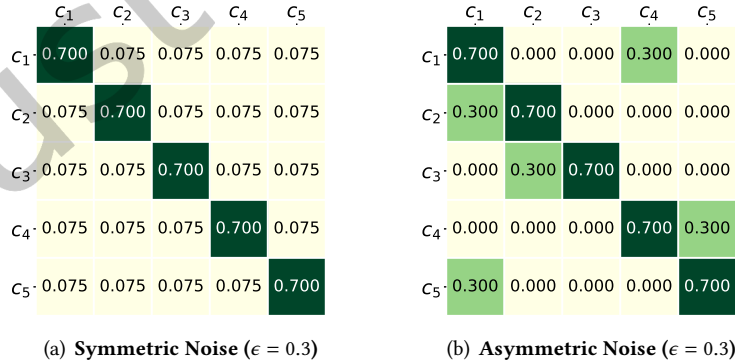 C1 C2 C3 C4 C5
C1 0.700 0.075 0.075 0.075 0.075
C2 0.075 0.700 0.075 0.075 0.075
C3 0.075 0.075 0.700 0.075 0.075
C4 0.075 0.075 0.075 0.700 0.075
C5 0.075 0.075 0.075 0.075 0.700
(a) Symmetric Noise (ϵ = 0.3)
C1 C2 C3 C4 C5
C1 0.700 0.000 0.000 0.300 0.000
C2 0.300 0.700 0.000 0.000 0.000
C3 0.000 0.300 0.700 0.000 0.000
C4 0.000 0.000 0.000 0.700 0.300
C5 0.300 0.000 0.000 0.000 0.700
(b) Asymmetric Noise (ϵ = 0.3)